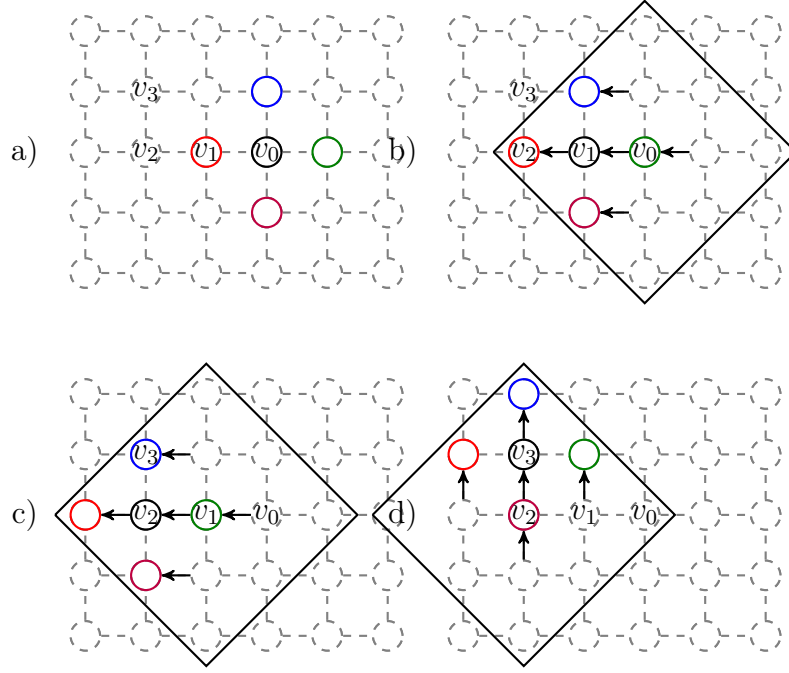 v₃
a) v₂ v₁ v₀
v₃
b) v₂ v₁ v₀
v₃
c) v₂ v₁ v₀
v₃
d) v₂ v₁ v₀